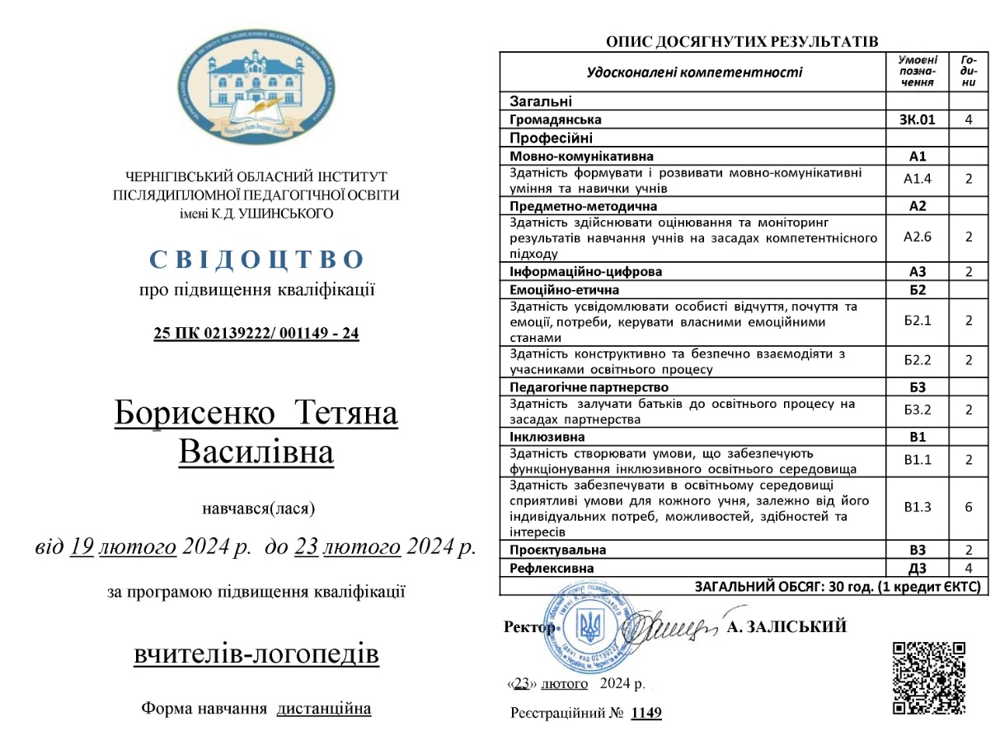 ЧЕРНІГІВСЬКИЙ ОБЛАСНИЙ ІНСТИТУТ
ПІСЛЯДИПЛОМНОЇ ПЕДАГОГІЧНОЇ ОСВІТИ
імені К.Д. УШИНСЬКОГО
СВІДОЦТВО
про підвищення кваліфікації
25 ПК 02139222/ 001149 - 24
Борисенко Тетяна
Василівна
навчався(лася)
від 19 лютого 2024 р. до 23 лютого 2024 р.
за програмою підвищення кваліфікації
вчителів-логопедів
Форма навчання дистанційна
ОПИС ДОСЯГНУТИХ РЕЗУЛЬТАТІВ
Удосконалені компетентності
Умовні
позна-
чення
Го-
ди-
ни
Загальні
Громадянська ЗК.01 4
Професійні
Мовно-комунікативна А1
Здатність формувати і розвивати мовно-комунікативні
уміння та навички учнів А1.4 2
Предметно-методична А2
Здатність здійснювати оцінювання та моніторинг
результатів навчання учнів на засадах компетентнісного А2.6 2
підходу
Інформаційно-цифрова А3 2
Емоційно-етична Б2
Здатність усвідомлювати особисті відчуття, почуття та
емоції, потреби, керувати власними емоційними Б2.1 2
станами
Здатність конструктивно та безпечно взаємодіяти з
учасниками освітнього процесу Б2.2 2
Педагогічне партнерство Б3
Здатність залучати батьків до освітнього процесу на
засадах партнерства Б3.2 2
Інклюзивна В1
Здатність створювати умови, що забезпечують
функціонування інклюзивного освітнього середовища В1.1 2
Здатність забезпечувати в освітньому середовищі
сприятливі умови для кожного учня, залежно від його В1.3 6
індивідуальних потреб, можливостей, здібностей та
інтересів
Проєктувальна В3 2
Рефлексивна Д3 4
ЗАГАЛЬНИЙ ОБСЯГ: 30 год. (1 кредит ЄКТС)
Ректор А. ЗАЛІСЬКИЙ
«23» лютого 2024 р.
Реєстраційний № 1149